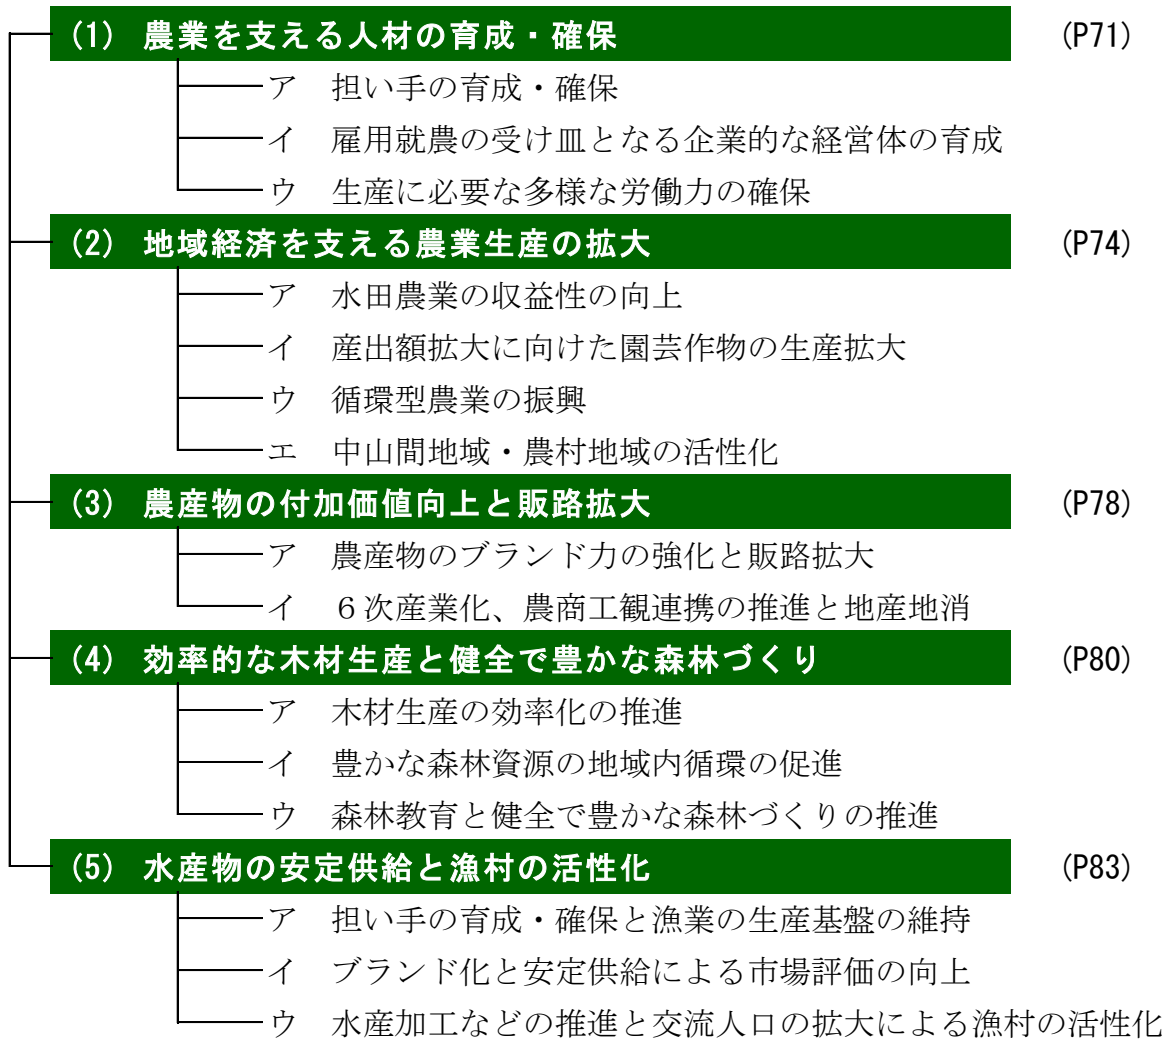 (1) 農業を支える人材の育成・確保 (P71)
ア 担い手の育成・確保
イ 雇用就農の受け皿となる企業的な経営体の育成
ウ 生産に必要な多様な労働力の確保
(2) 地域経済を支える農業生産の拡大 (P74)
ア 水田農業の収益性の向上
イ 産出額拡大に向けた園芸作物の生産拡大
ウ 循環型農業の振興
エ 中山間地域・農村地域の活性化
(3) 農産物の付加価値向上と販路拡大 (P78)
ア 農産物のブランド力の強化と販路拡大
イ 6次産業化、農商工観連携の推進と地産地消
(4) 効率的な木材生産と健全で豊かな森林づくり (P80)
ア 木材生産の効率化の推進
イ 豊かな森林資源の地域内循環の促進
ウ 森林教育と健全で豊かな森林づくりの推進
(5) 水産物の安定供給と漁村の活性化 (P83)
ア 担い手の育成・確保と漁業の生産基盤の維持
イ ブランド化と安定供給による市場評価の向上
ウ 水産加工などの推進と交流人口の拡大による漁村の活性化